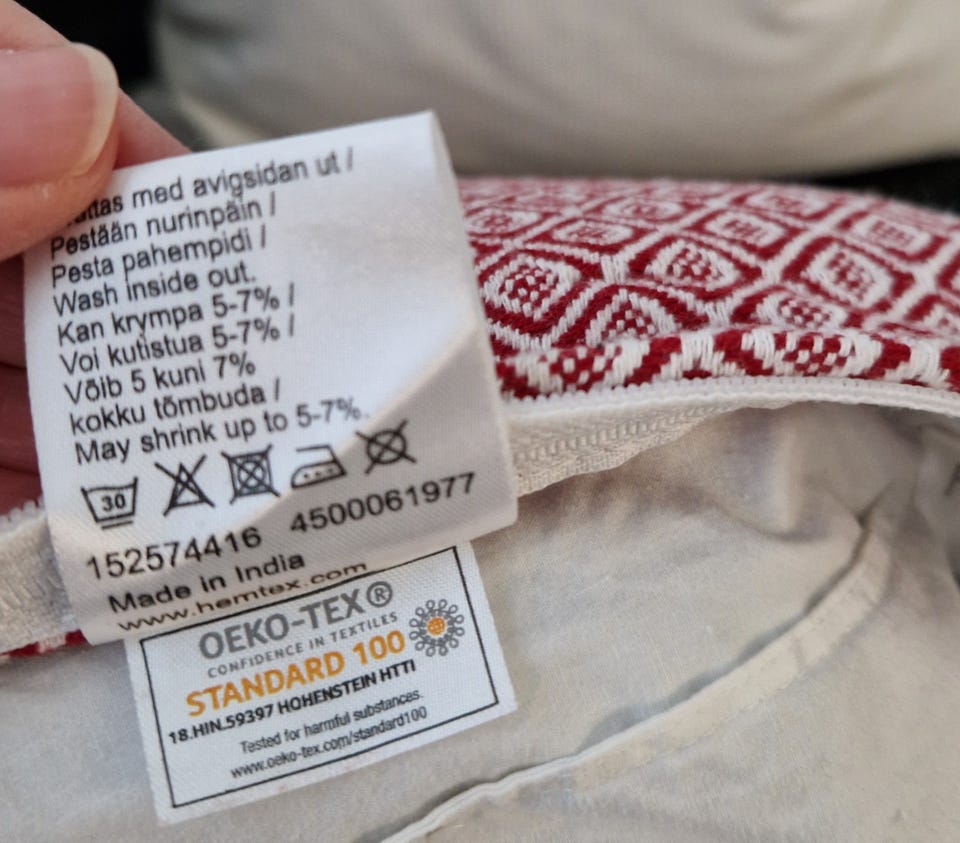 med avigsidan ut /
Pestään nurinpäin /
Pesta pahempidi /
Wash inside out.
Kan krympa 5-7% /
Voi kutistua 5-7% /
Võib 5 kuni 7%
kokku tõmbuda /
May shrink up to 5-7%.
30
152574416 4500061977
Made in India
www.hemtex.com
OEKO-TEX®
CONFIDENCE IN TEXTILES
STANDARD 100
18.HIN.59397 HOHENSTEIN HTTI
Tested for harmful substances.
www.oeko-tex.com/standard100